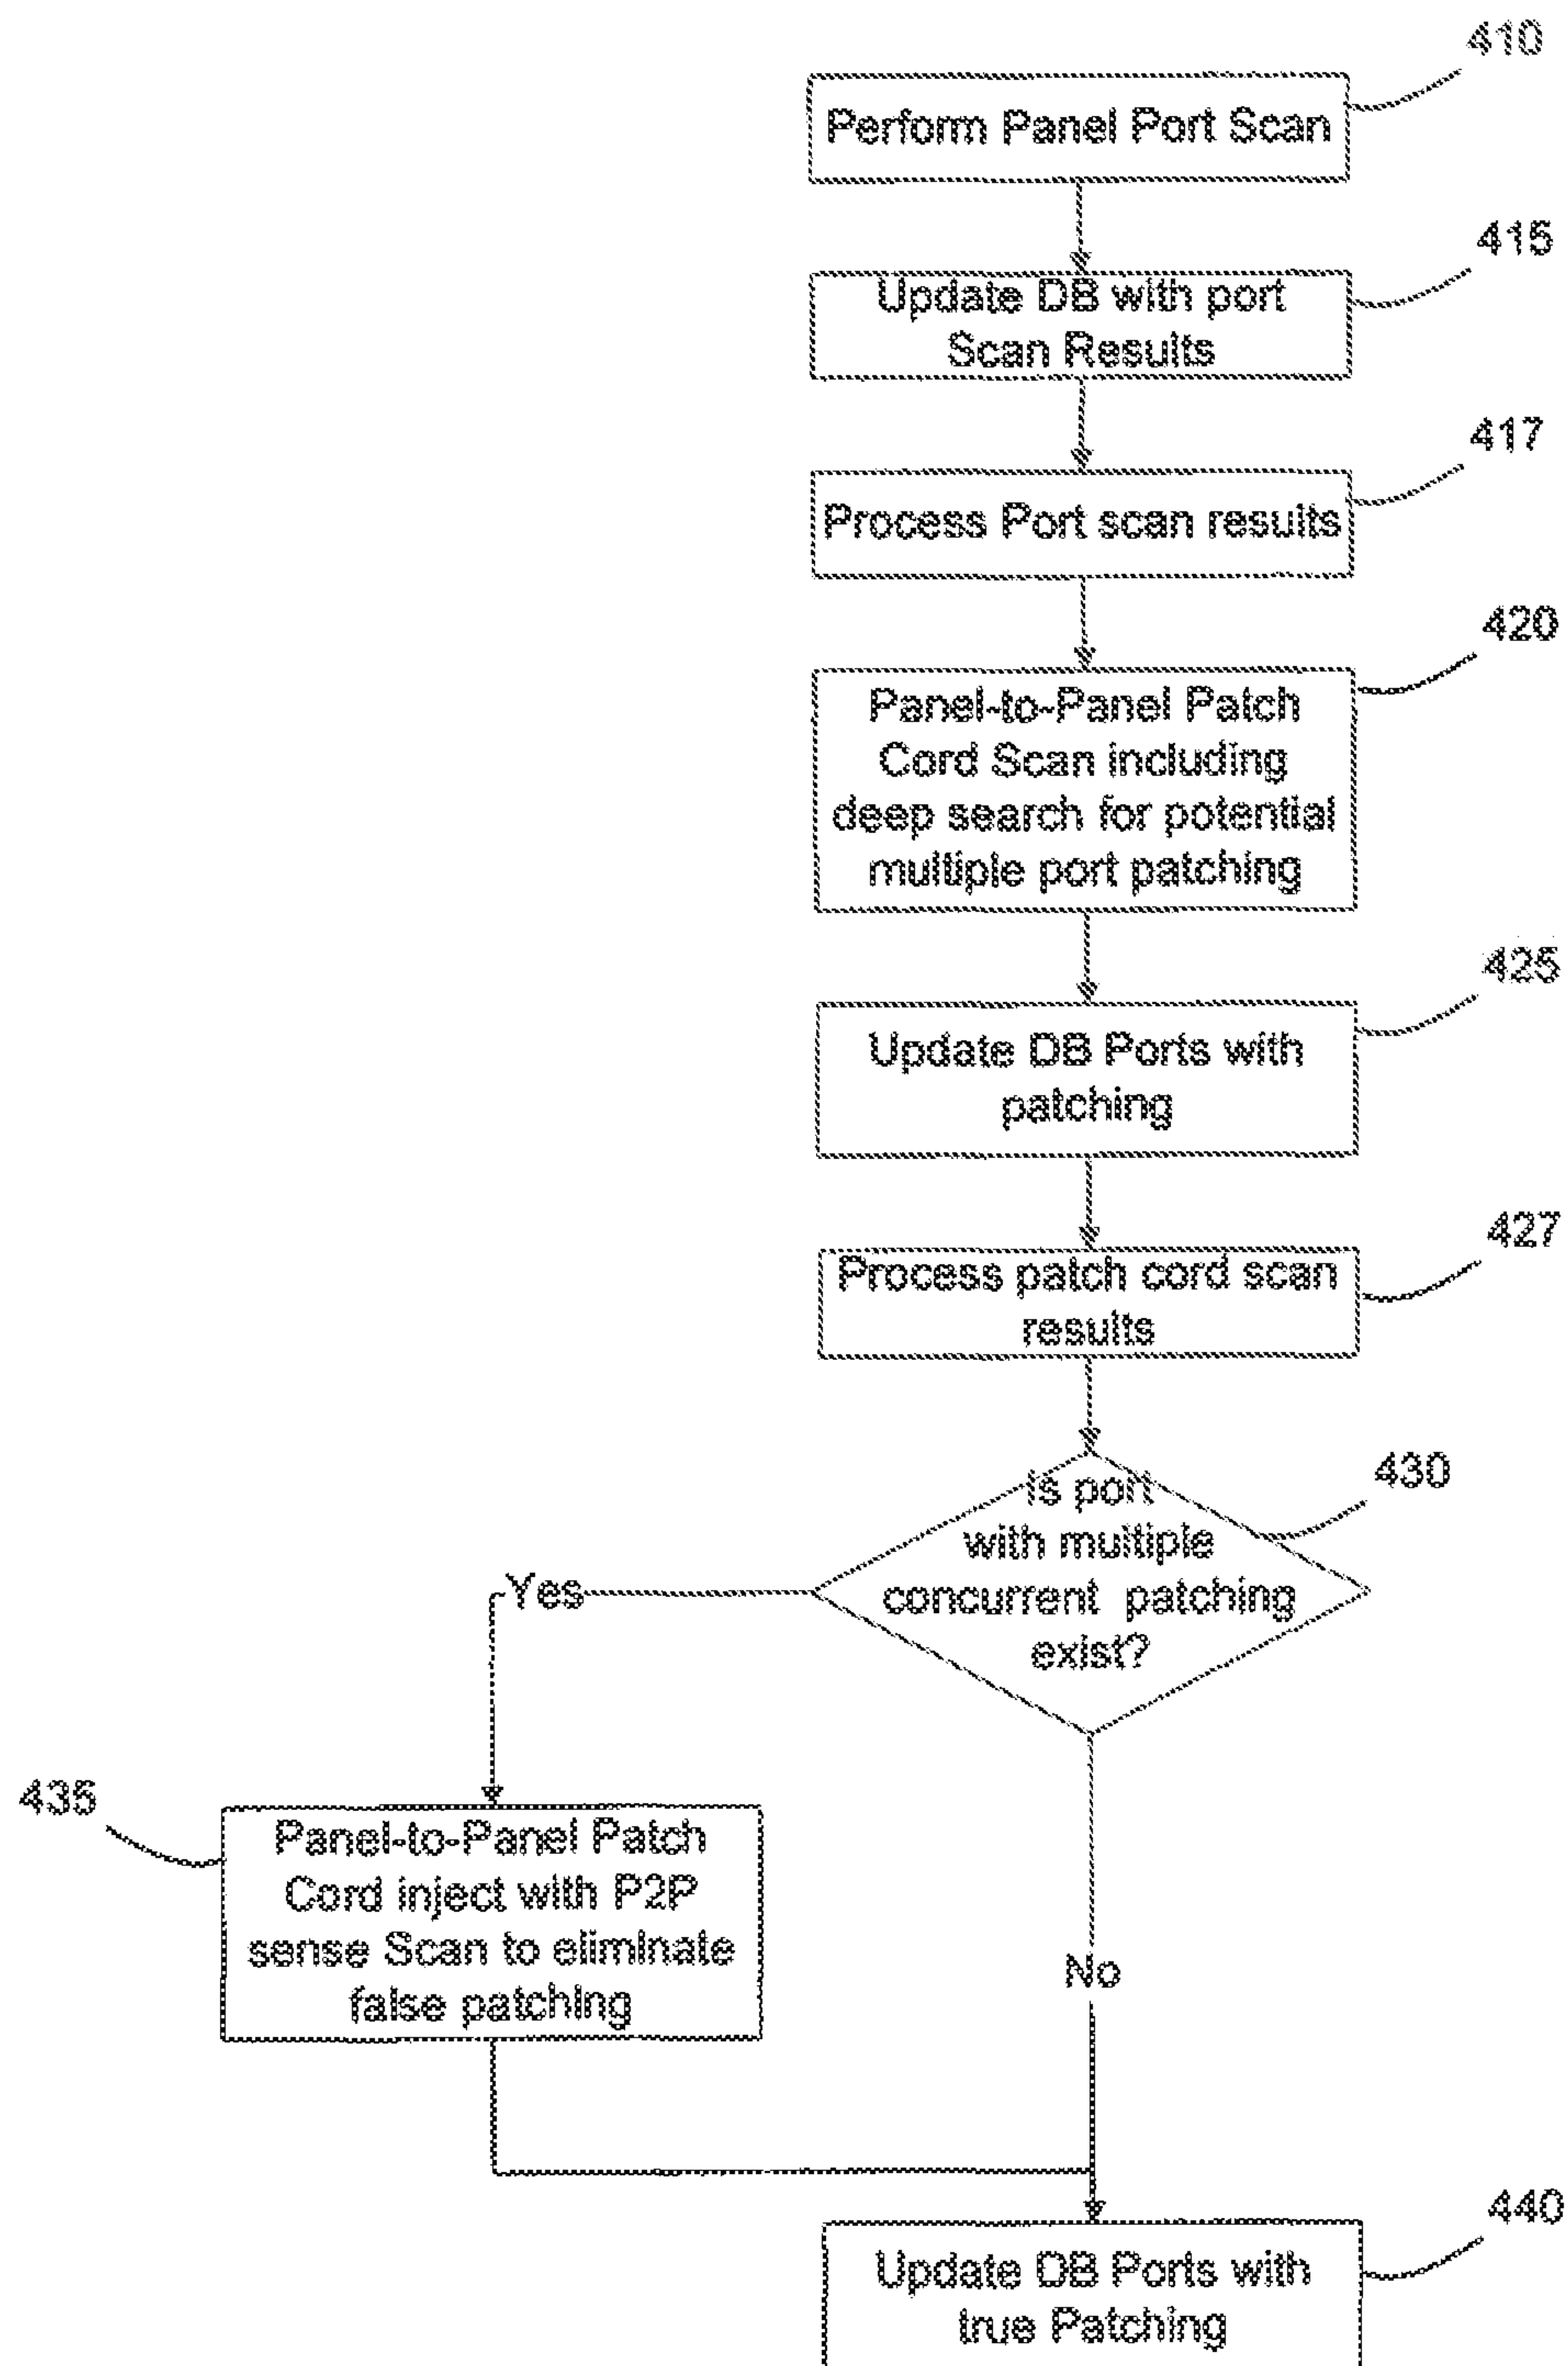 410
Perform Panel Port Scan
415
Update DB with port
Scan Results
417
Process Port scan results
420
Panel-to-Panel Patch
Cord Scan including
deep search for potential
multiple port patching
425
Update DB Ports with
patching
427
Process patch cord scan
results
430
Is port
with multiple
concurrent patching
exist?
Yes
435
Panel-to-Panel Patch
Cord inject with P2P
sense Scan to eliminate
false patching
No
440
Update DB Ports with
true Patching